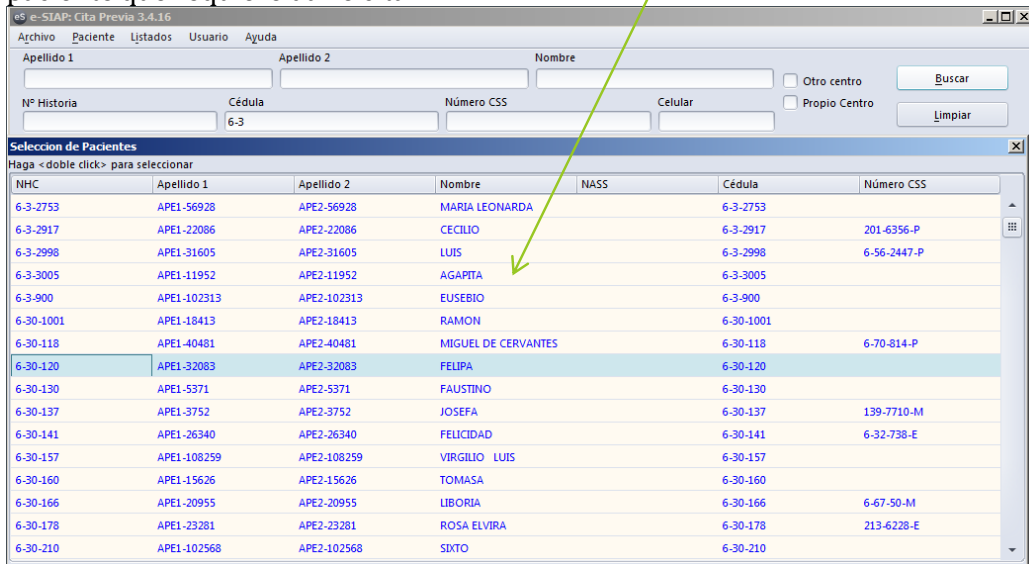 e-SIAP: Cita Previa 3.4.16
Archivo Paciente Listados Usuario Ayuda
Apellido 1 Apellido 2 Nombre
Otro centro Buscar
Nº Historia Cédula Número CSS Celular Propio Centro
6-3 Limpiar
Seleccion de Pacientes
Haga <doble click> para seleccionar
NHC Apellido 1 Apellido 2 Nombre NASS Cédula Número CSS
6-3-2753 APE1-56928 APE2-56928 MARIA LEONARDA 6-3-2753
6-3-2917 APE1-22086 APE2-22086 CECILIO 6-3-2917 201-6356-P
6-3-2998 APE1-31605 APE2-31605 LUIS 6-3-2998 6-56-2447-P
6-3-3005 APE1-11952 APE2-11952 AGAPITA 6-3-3005
6-3-900 APE1-102313 APE2-102313 EUSEBIO 6-3-900
6-30-1001 APE1-18413 APE2-18413 RAMON 6-30-1001
6-30-118 APE1-40481 APE2-40481 MIGUEL DE CERVANTES 6-30-118 6-70-814-P
6-30-120 APE1-32083 APE2-32083 FELIPA 6-30-120
6-30-130 APE1-5371 APE2-5371 FAUSTINO 6-30-130
6-30-137 APE1-3752 APE2-3752 JOSEFA 6-30-137 139-7710-M
6-30-141 APE1-26340 APE2-26340 FELICIDAD 6-30-141 6-32-738-E
6-30-157 APE1-108259 APE2-108259 VIRGILIO LUIS 6-30-157
6-30-160 APE1-15626 APE2-15626 TOMASA 6-30-160
6-30-166 APE1-20955 APE2-20955 LIBORIA 6-30-166 6-67-50-M
6-30-178 APE1-23281 APE2-23281 ROSA ELVIRA 6-30-178 213-6228-E
6-30-210 APE1-102568 APE2-102568 SIXTO 6-30-210